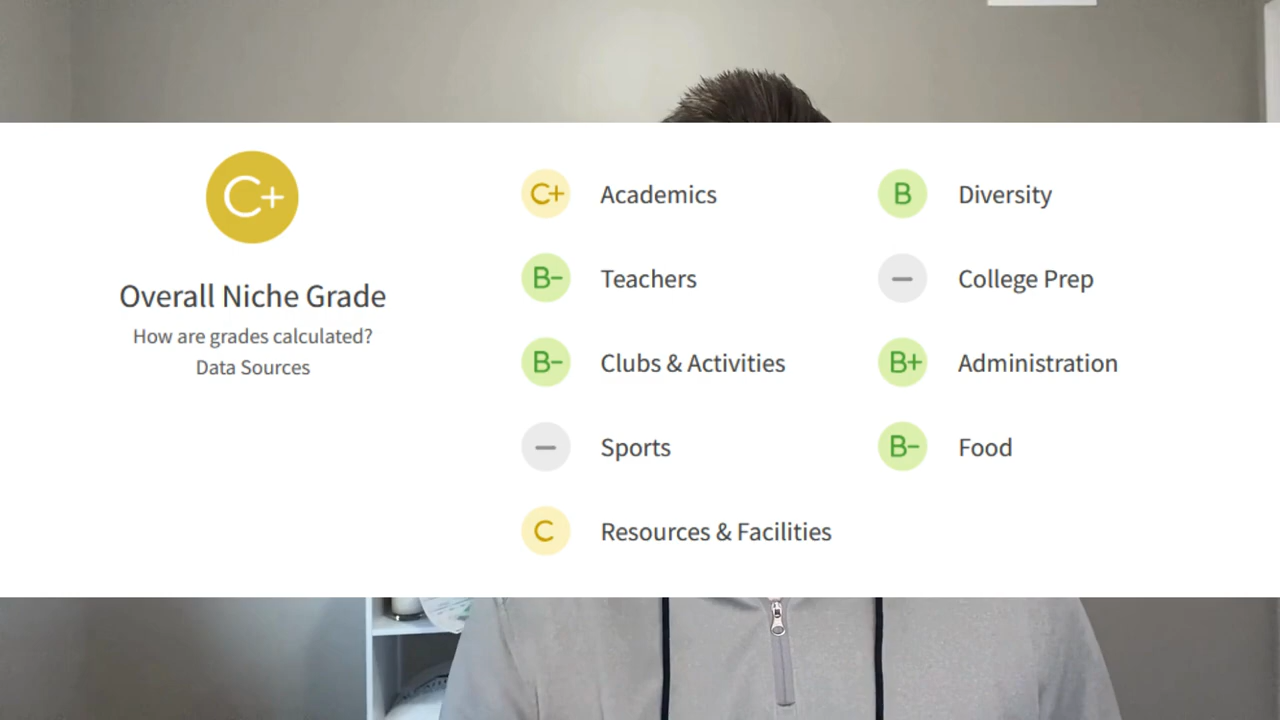 C+
Overall Niche Grade
How are grades calculated?
Data Sources
C+ Academics
B− Teachers
B− Clubs & Activities
− Sports
C Resources & Facilities
B Diversity
− College Prep
B+ Administration
B− Food